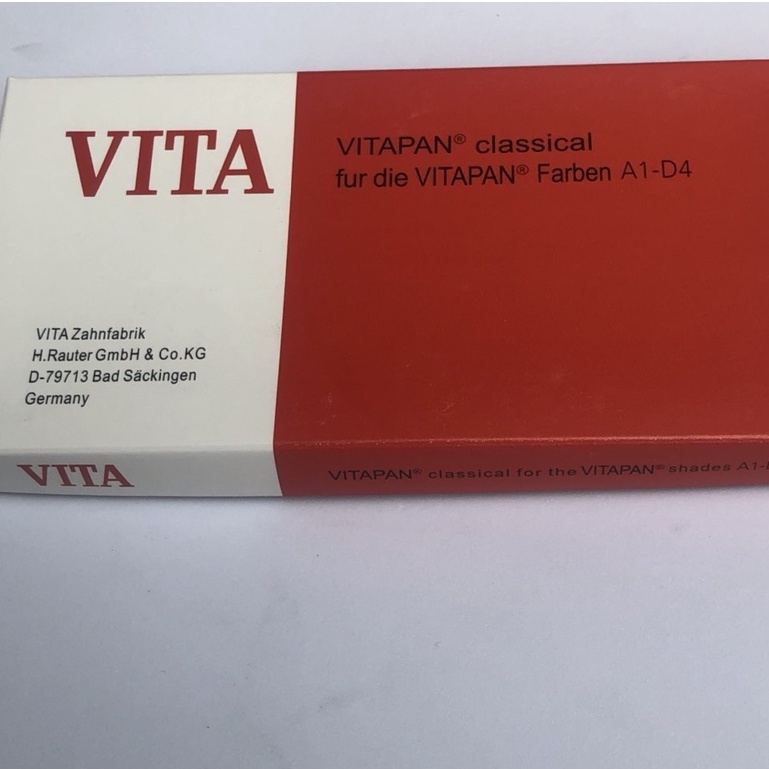 VITA
VITAPAN® classical
fur die VITAPAN® Farben A1-D4
VITA Zahnfabrik
H.Rauter GmbH & Co.KG
D-79713 Bad Säckingen
Germany
VITA
VITAPAN® classical for the VITAPAN® shades A1-